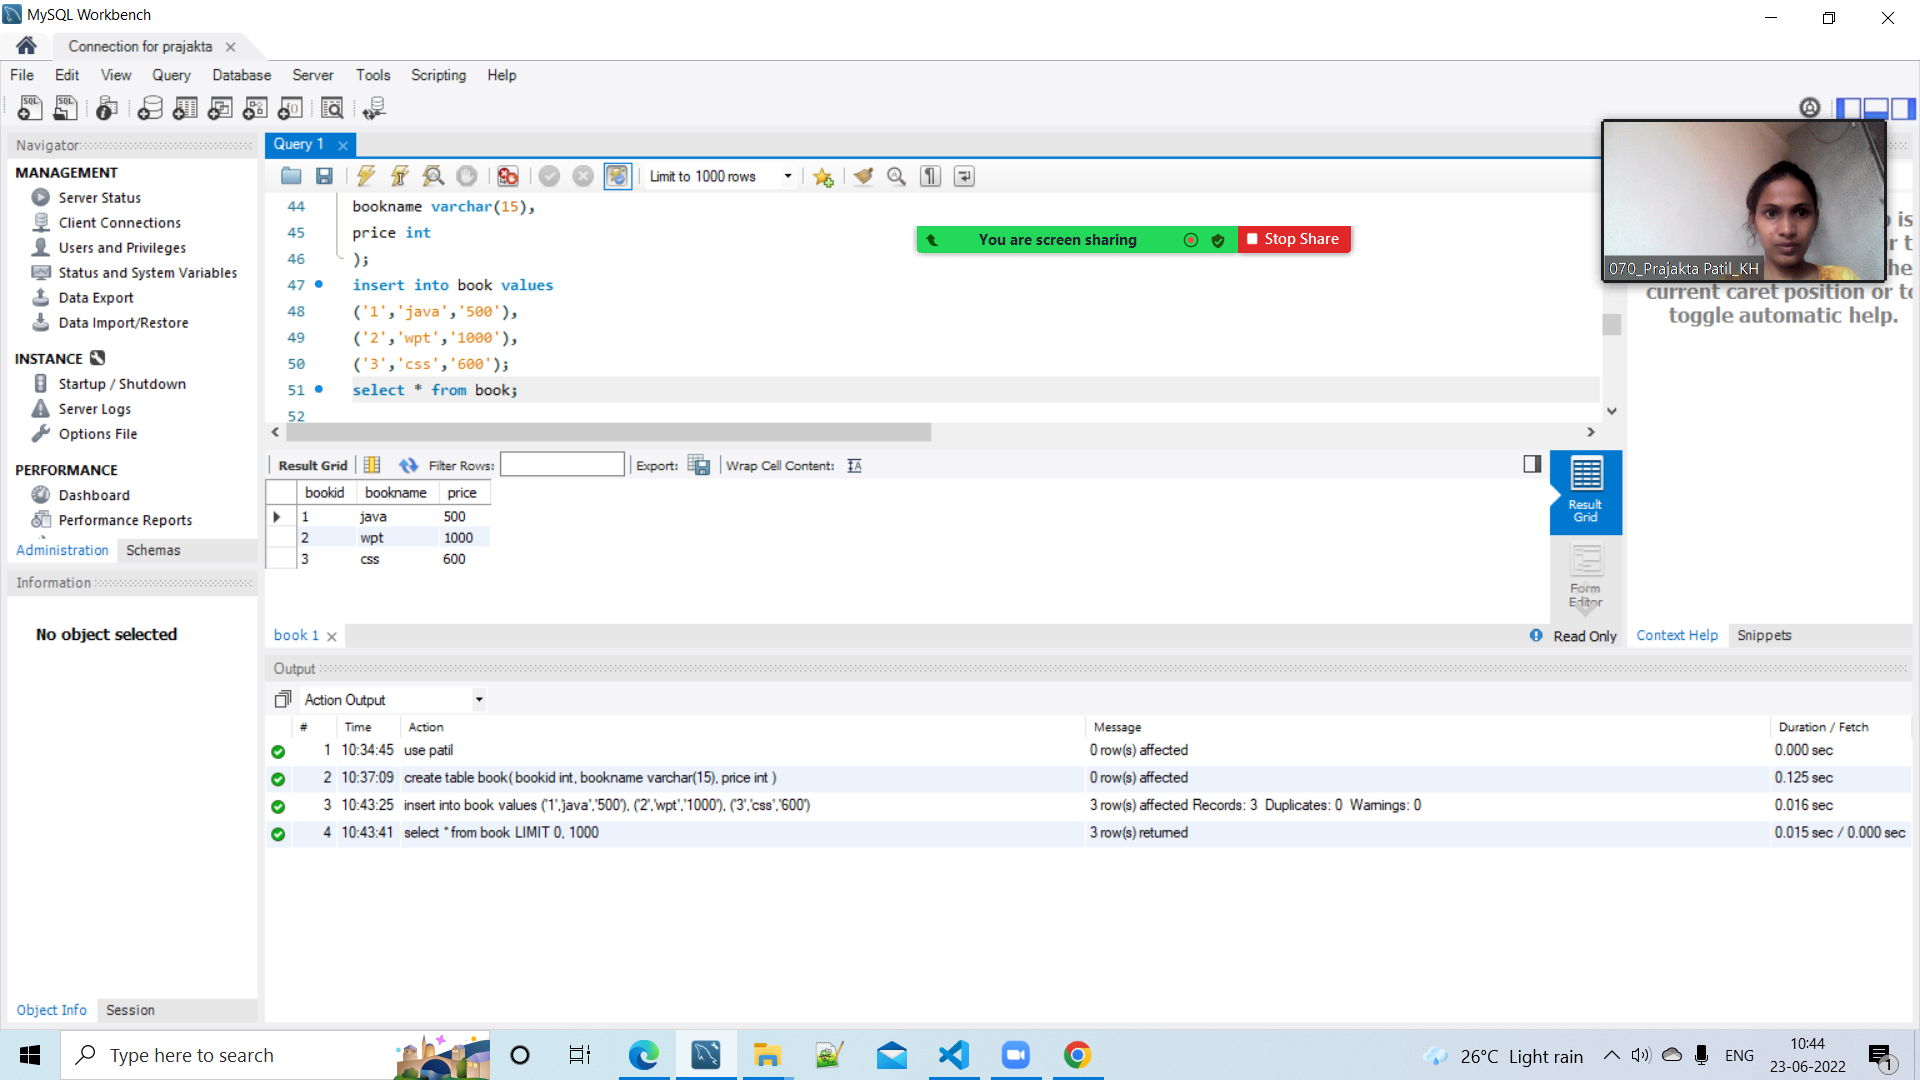 MySQL Workbench
Connection for prajakta
File Edit View Query Database Server Tools Scripting Help
Navigator
MANAGEMENT
Server Status
Client Connections
Users and Privileges
Status and System Variables
Data Export
Data Import/Restore
INSTANCE
Startup / Shutdown
Server Logs
Options File
PERFORMANCE
Dashboard
Performance Reports
Administration Schemas
Information
No object selected
Object Info Session
Query 1
Limit to 1000 rows
44 bookname varchar(15),
45 price int
46 );
47 insert into book values
48 ('1','java','500'),
49 ('2','wpt','1000'),
50 ('3','css','600');
51 select * from book;
52
You are screen sharing Stop Share
070_Prajakta Patil_KH
current caret position or to
toggle automatic help.
Result Grid Filter Rows: Export: Wrap Cell Content:
bookid bookname price
1 java 500
2 wpt 1000
3 css 600
Result
Grid
Form
Editor
book 1
Read Only
Context Help Snippets
Output
Action Output
# Time Action Message Duration / Fetch
1 10:34:45 use patil 0 row(s) affected 0.000 sec
2 10:37:09 create table book( bookid int, bookname varchar(15), price int ) 0 row(s) affected 0.125 sec
3 10:43:25 insert into book values ('1','java','500'), ('2','wpt','1000'), ('3','css','600') 3 row(s) affected Records: 3 Duplicates: 0 Warnings: 0 0.016 sec
4 10:43:41 select * from book LIMIT 0, 1000 3 row(s) returned 0.015 sec / 0.000 sec
Type here to search
26°C Light rain
ENG
10:44
23-06-2022
1